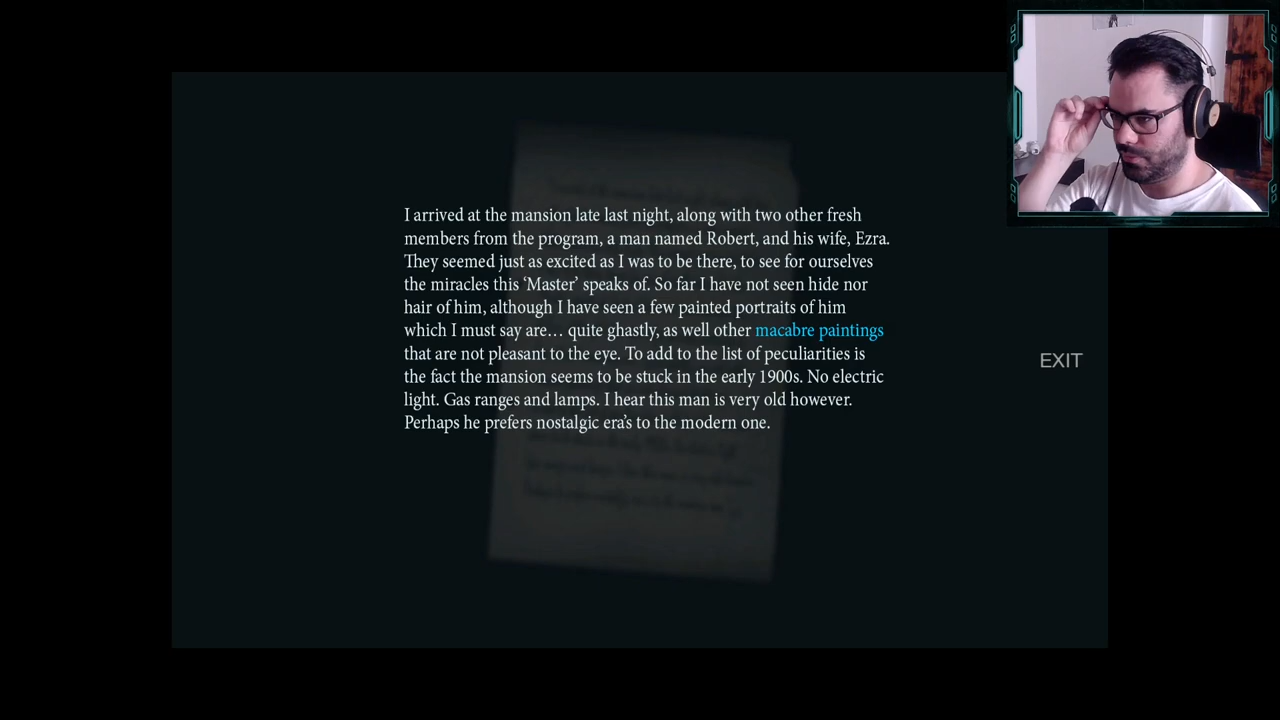 I arrived at the mansion late last night, along with two other fresh
members from the program, a man named Robert, and his wife, Ezra.
They seemed just as excited as I was to be there, to see for ourselves
the miracles this ‘Master’ speaks of. So far I have not seen hide nor
hair of him, although I have seen a few painted portraits of him
which I must say are… quite ghastly, as well other macabre paintings
that are not pleasant to the eye. To add to the list of peculiarities is
the fact the mansion seems to be stuck in the early 1900s. No electric
light. Gas ranges and lamps. I hear this man is very old however.
Perhaps he prefers nostalgic era’s to the modern one.
EXIT